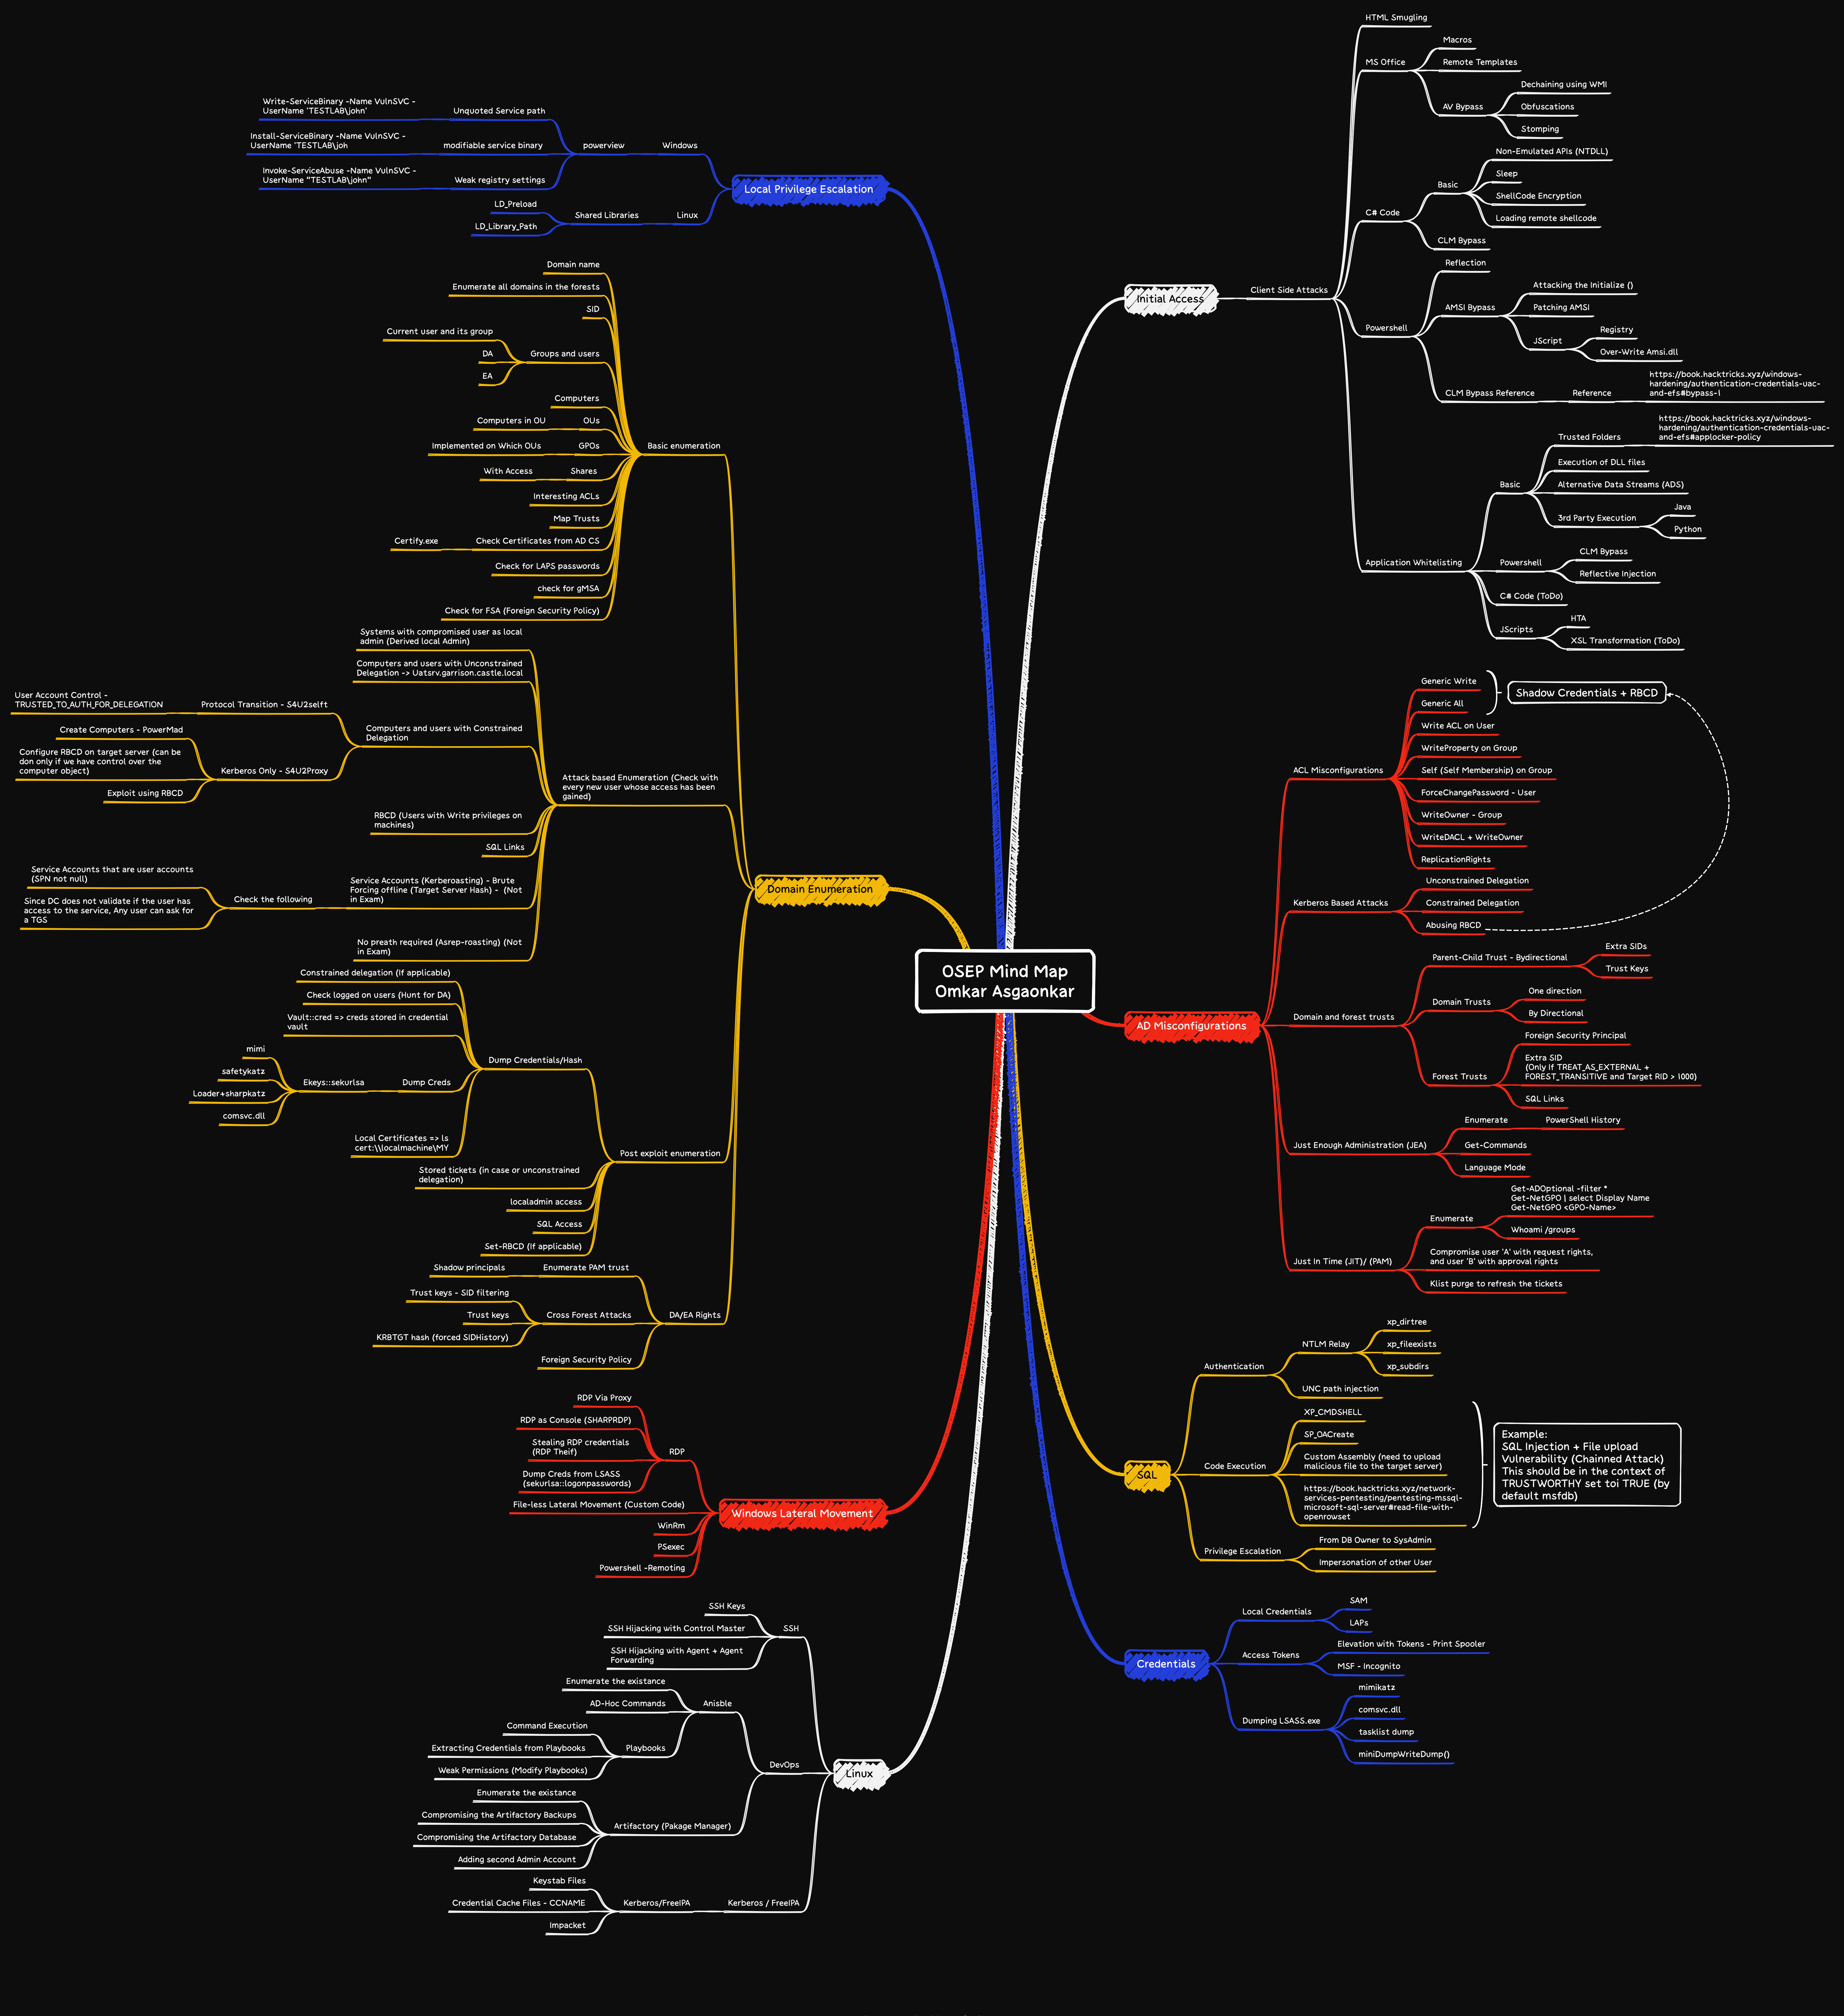 OSEP Mind Map
Omkar Asgaonkar
Initial Access
Client Side Attacks
HTML Smugling
MS Office
Macros
Remote Templates
AV Bypass
Dechaining using WMI
Obfuscations
Stomping
C# Code
Basic
Non-Emulated APIs (NTDLL)
Sleep
ShellCode Encryption
Loading remote shellcode
CLM Bypass
Powershell
Reflection
AMSI Bypass
Attacking the Initialize ()
Patching AMSI
JScript
Registry
Over-Write Amsi.dll
CLM Bypass Reference
Reference
https://book.hacktricks.xyz/windows-
hardening/authentication-credentials-uac-
and-efs#bypass-1
Application Whitelisting
Basic
Trusted Folders
https://book.hacktricks.xyz/windows-
hardening/authentication-credentials-uac-
and-efs#applocker-policy
Execution of DLL files
Alternative Data Streams (ADS)
3rd Party Execution
Java
Python
Powershell
CLM Bypass
Reflective Injection
C# Code (ToDo)
JScripts
HTA
XSL Transformation (ToDo)
AD Misconfigurations
ACL Misconfigurations
Generic Write
Generic All
Shadow Credentials + RBCD
Write ACL on User
WriteProperty on Group
Self (Self Membership) on Group
ForceChangePassword - User
WriteOwner - Group
WriteDACL + WriteOwner
ReplicationRights
Kerberos Based Attacks
Unconstrained Delegation
Constrained Delegation
Abusing RBCD
Domain and forest trusts
Parent-Child Trust - Bydirectional
Extra SIDs
Trust Keys
Domain Trusts
One direction
By Directional
Forest Trusts
Foreign Security Principal
Extra SID
(Only If TREAT_AS_EXTERNAL +
FOREST_TRANSITIVE and Target RID > 1000)
SQL Links
Just Enough Administration (JEA)
Enumerate
PowerShell History
Get-Commands
Language Mode
Just In Time (JIT)/ (PAM)
Enumerate
Get-ADOptional -filter *
Get-NetGPO | select Display Name
Get-NetGPO <GPO-Name>
Whoami /groups
Compromise user 'A' with request rights,
and user 'B' with approval rights
Klist purge to refresh the tickets
SQL
Authentication
NTLM Relay
xp_dirtree
xp_fileexists
xp_subdirs
UNC path injection
Code Execution
XP_CMDSHELL
SP_OACreate
Custom Assembly (need to upload
malicious file to the target server)
https://book.hacktricks.xyz/network-
services-pentesting/pentesting-mssql-
microsoft-sql-server#read-file-with-
openrowset
Example:
SQL Injection + File upload
Vulnerability (Chainned Attack)
This should be in the context of
TRUSTWORTHY set toi TRUE (by
default msfdb)
Privilege Escalation
From DB Owner to SysAdmin
Impersonation of other User
Credentials
Local Credentials
SAM
LAPs
Access Tokens
Elevation with Tokens - Print Spooler
MSF - Incognito
Dumping LSASS.exe
mimikatz
comsvc.dll
tasklist dump
miniDumpWriteDump()
Local Privilege Escalation
Windows
powerview
Unquoted Service path
Write-ServiceBinary -Name VulnSVC -
UserName 'TESTLAB\john'
modifiable service binary
Install-ServiceBinary -Name VulnSVC -
UserName 'TESTLAB\joh
Weak registry settings
Invoke-ServiceAbuse -Name VulnSVC -
UserName "TESTLAB\john"
Linux
Shared Libraries
LD_Preload
LD_Library_Path
Domain Enumeration
Basic enumeration
Domain name
Enumerate all domains in the forests
SID
Groups and users
Current user and its group
DA
EA
Computers
OUs
Computers in OU
GPOs
Implemented on Which OUs
Shares
With Access
Interesting ACLs
Map Trusts
Check Certificates from AD CS
Certify.exe
Check for LAPS passwords
check for gMSA
Check for FSA (Foreign Security Policy)
Attack based Enumeration (Check with
every new user whose access has been
gained)
Systems with compromised user as local
admin (Derived local Admin)
Computers and users with Unconstrained
Delegation -> Uatsrv.garrison.castle.local
Computers and users with Constrained
Delegation
Protocol Transition - S4U2selft
User Account Control -
TRUSTED_TO_AUTH_FOR_DELEGATION
Kerberos Only - S4U2Proxy
Create Computers - PowerMad
Configure RBCD on target server (can be
don only if we have control over the
computer object)
Exploit using RBCD
RBCD (Users with Write privileges on
machines)
SQL Links
Service Accounts (Kerberoasting) - Brute
Forcing offline (Target Server Hash) - (Not
in Exam)
Check the following
Service Accounts that are user accounts
(SPN not null)
Since DC does not validate if the user has
access to the service, Any user can ask for
a TGS
No preath required (Asrep-roasting) (Not
in Exam)
Post exploit enumeration
Dump Credentials/Hash
Constrained delegation (If applicable)
Check logged on users (Hunt for DA)
Vault::cred => creds stored in credential
vault
Dump Creds
Ekeys::sekurlsa
mimi
safetykatz
Loader+sharpkatz
comsvc.dll
Local Certificates => ls
cert:\\localmachine\MY
Stored tickets (in case or unconstrained
delegation)
localadmin access
SQL Access
Set-RBCD (If applicable)
DA/EA Rights
Enumerate PAM trust
Shadow principals
Cross Forest Attacks
Trust keys - SID filtering
Trust keys
KRBTGT hash (forced SIDHistory)
Foreign Security Policy
Windows Lateral Movement
RDP
RDP Via Proxy
RDP as Console (SHARPRDP)
Stealing RDP credentials
(RDP Theif)
Dump Creds from LSASS
(sekurlsa::logonpasswords)
File-less Lateral Movement (Custom Code)
WinRm
PSexec
Powershell -Remoting
Linux
SSH
SSH Keys
SSH Hijacking with Control Master
SSH Hijacking with Agent + Agent
Forwarding
DevOps
Anisble
Enumerate the existance
AD-Hoc Commands
Playbooks
Command Execution
Extracting Credentials from Playbooks
Weak Permissions (Modify Playbooks)
Artifactory (Pakage Manager)
Enumerate the existance
Compromising the Artifactory Backups
Compromising the Artifactory Database
Adding second Admin Account
Kerberos / FreeIPA
Kerberos/FreeIPA
Keystab Files
Credential Cache Files - CCNAME
Impacket